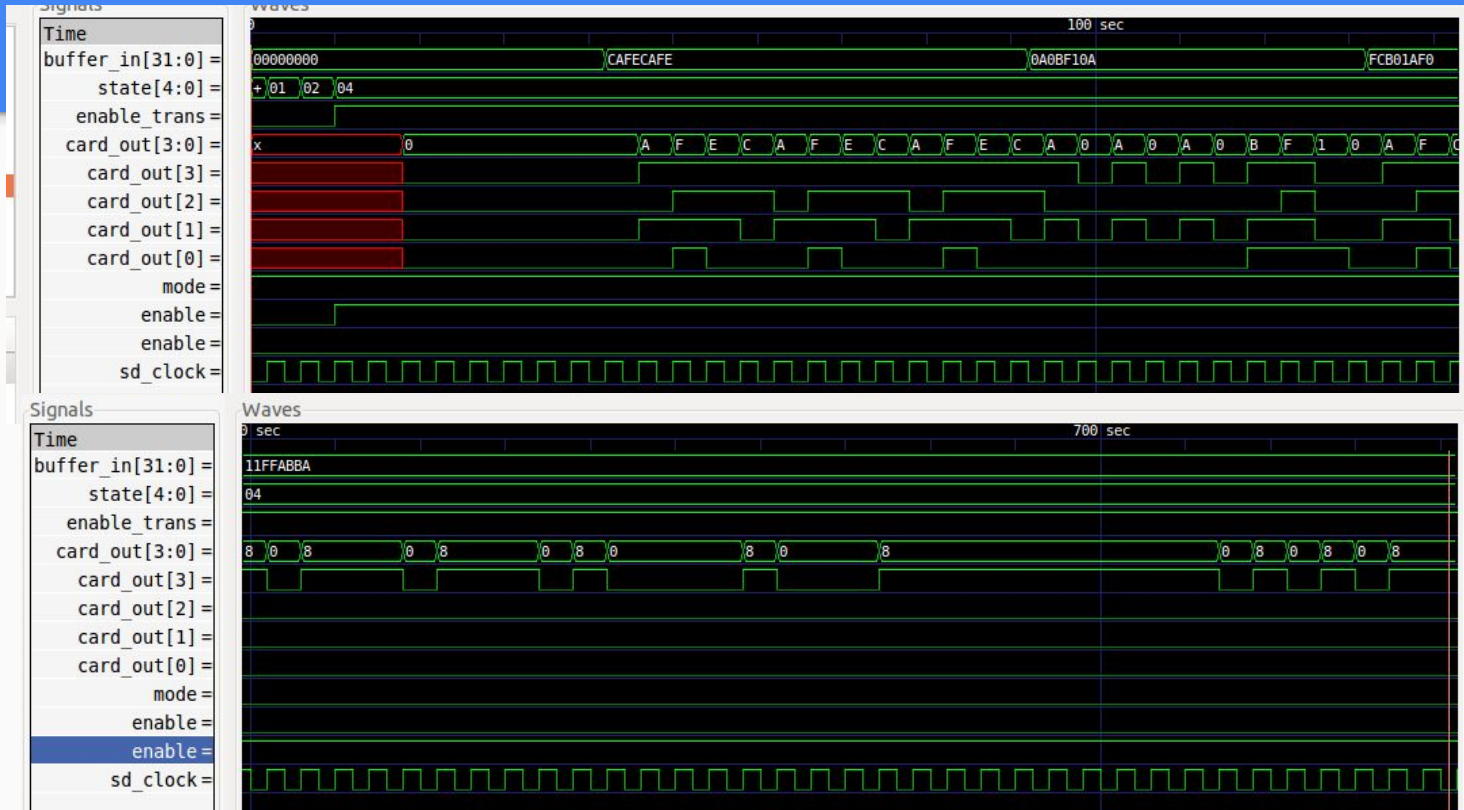 Signals Waves
Time 0 100 sec
buffer_in[31:0] = 00000000 CAFECAFE 0A0BF10A FCB01AF0
state[4:0] = + 01 02 04
enable_trans =
card_out[3:0] = x 0 A F E C A F E C A F E C A 0 A 0 A 0 B F 1 0 A F C
card_out[3] =
card_out[2] =
card_out[1] =
card_out[0] =
mode =
enable =
enable =
sd_clock =
Signals Waves
Time 0 sec 700 sec
buffer_in[31:0] = 11FFABBA
state[4:0] = 04
enable_trans =
card_out[3:0] = 8 0 8 0 8 0 8 0 8 0 8 0 8 0 8 0 8
card_out[3] =
card_out[2] =
card_out[1] =
card_out[0] =
mode =
enable =
enable =
sd_clock =